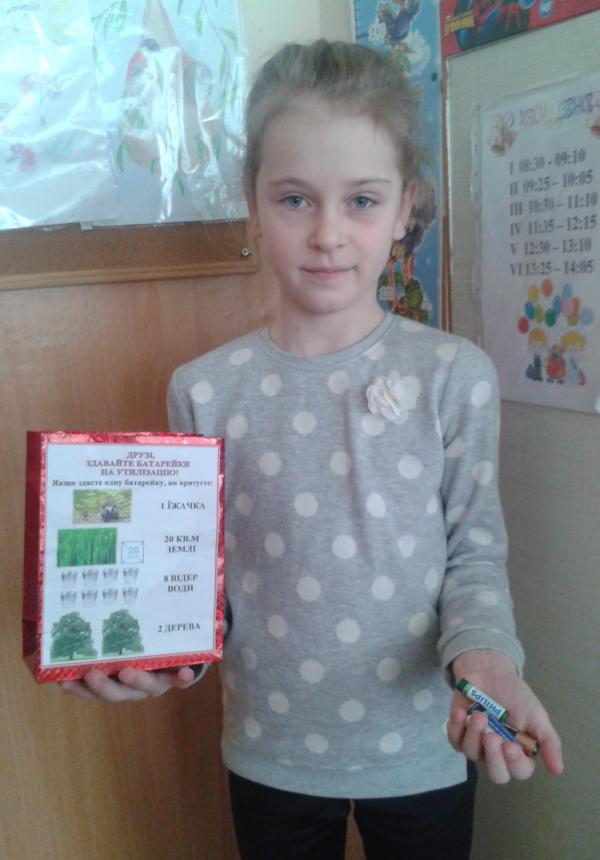 ДРУЗІ,
ЗДАВАЙТЕ БАТАРЕЙКИ
НА УТИЛІЗАЦІЮ!
Якщо здасте одну батарейку, ви врятуєте:
1 ЇЖАЧКА
20 КВ.М
ЗЕМЛІ
20
8 ВІДЕР
ВОДИ
2 ДЕРЕВА
PHILIPS
I 08:30 - 09:10
II 09:25 – 10:05
III 10:30 – 11:10
IV 11:35 – 12:15
V 12:30 – 13:10
VI 13:25 – 14:05